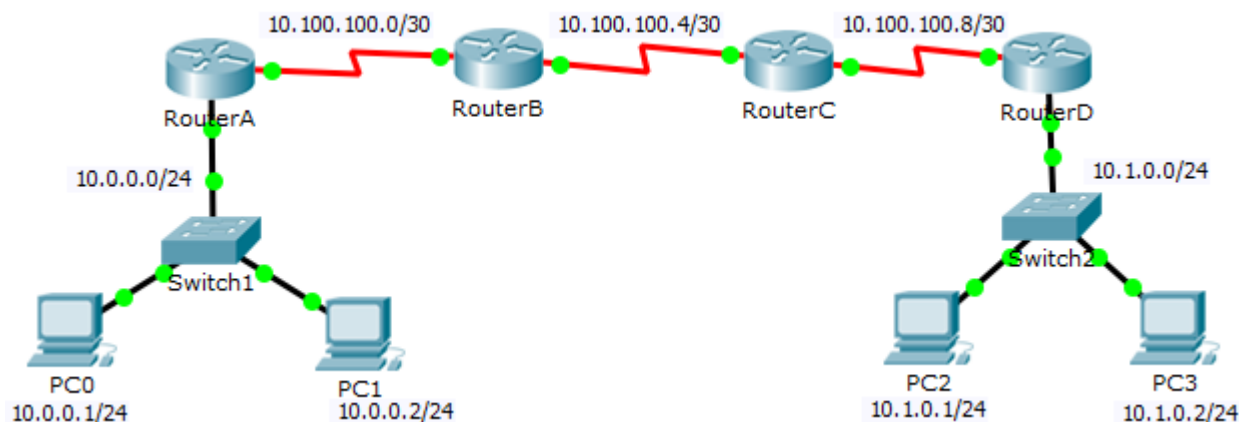 10.100.100.0/30
10.100.100.4/30
10.100.100.8/30
RouterA
RouterB
RouterC
RouterD
10.0.0.0/24
10.1.0.0/24
Switch1
Switch2
PC0
10.0.0.1/24
PC1
10.0.0.2/24
PC2
10.1.0.1/24
PC3
10.1.0.2/24